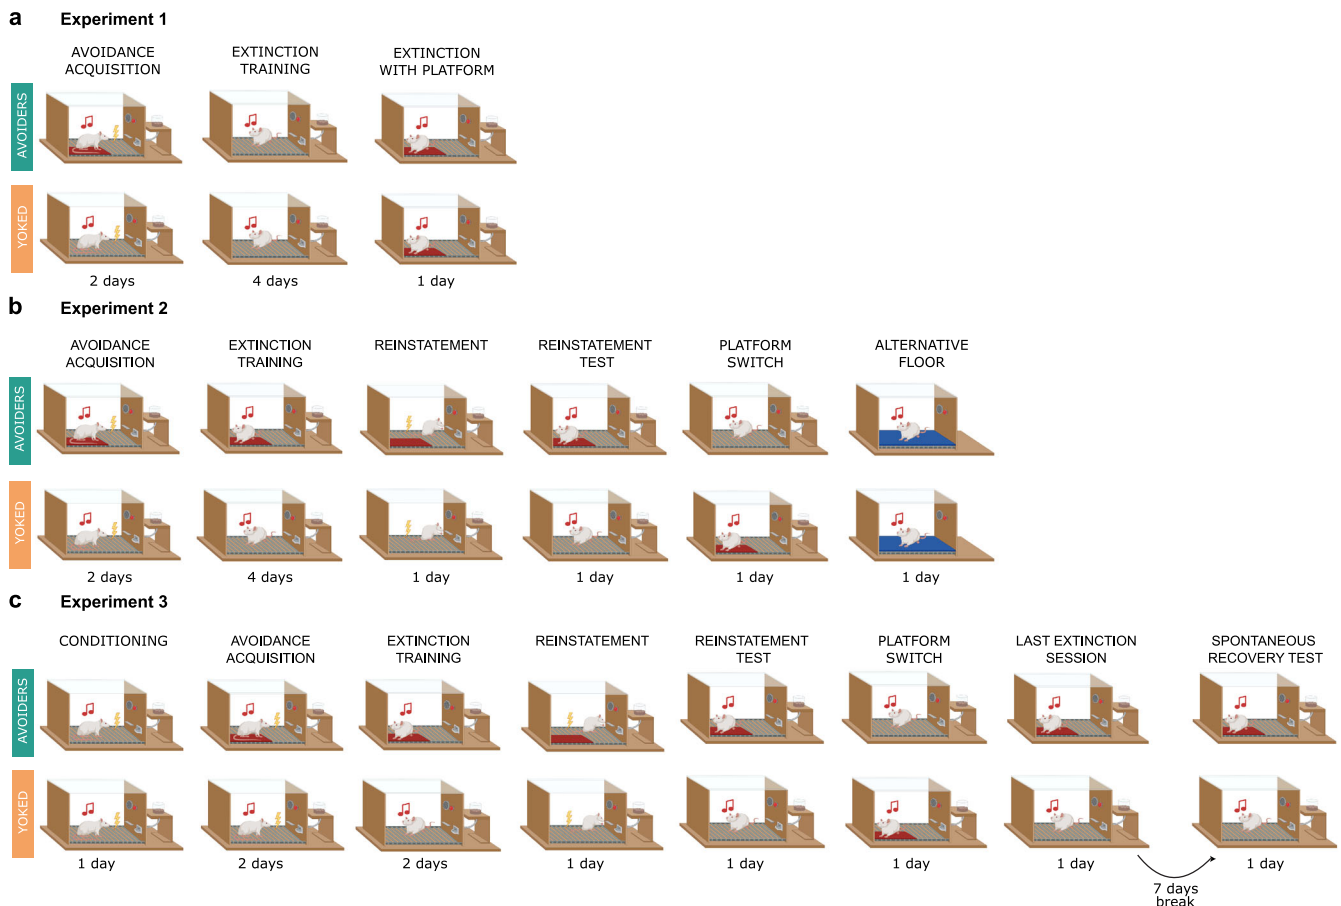 a Experiment 1
AVOIDANCE
ACQUISITION
EXTINCTION
TRAINING
EXTINCTION
WITH PLATFORM
AVOIDERS
YOKED
2 days
4 days
1 day
b Experiment 2
AVOIDANCE
ACQUISITION
EXTINCTION
TRAINING
REINSTATEMENT
REINSTATEMENT
TEST
PLATFORM
SWITCH
ALTERNATIVE
FLOOR
AVOIDERS
YOKED
2 days
4 days
1 day
1 day
1 day
1 day
c Experiment 3
CONDITIONING
AVOIDANCE
ACQUISITION
EXTINCTION
TRAINING
REINSTATEMENT
REINSTATEMENT
TEST
PLATFORM
SWITCH
LAST EXTINCTION
SESSION
SPONTANEOUS
RECOVERY TEST
AVOIDERS
YOKED
1 day
2 days
2 days
1 day
1 day
1 day
1 day
1 day
7 days
break